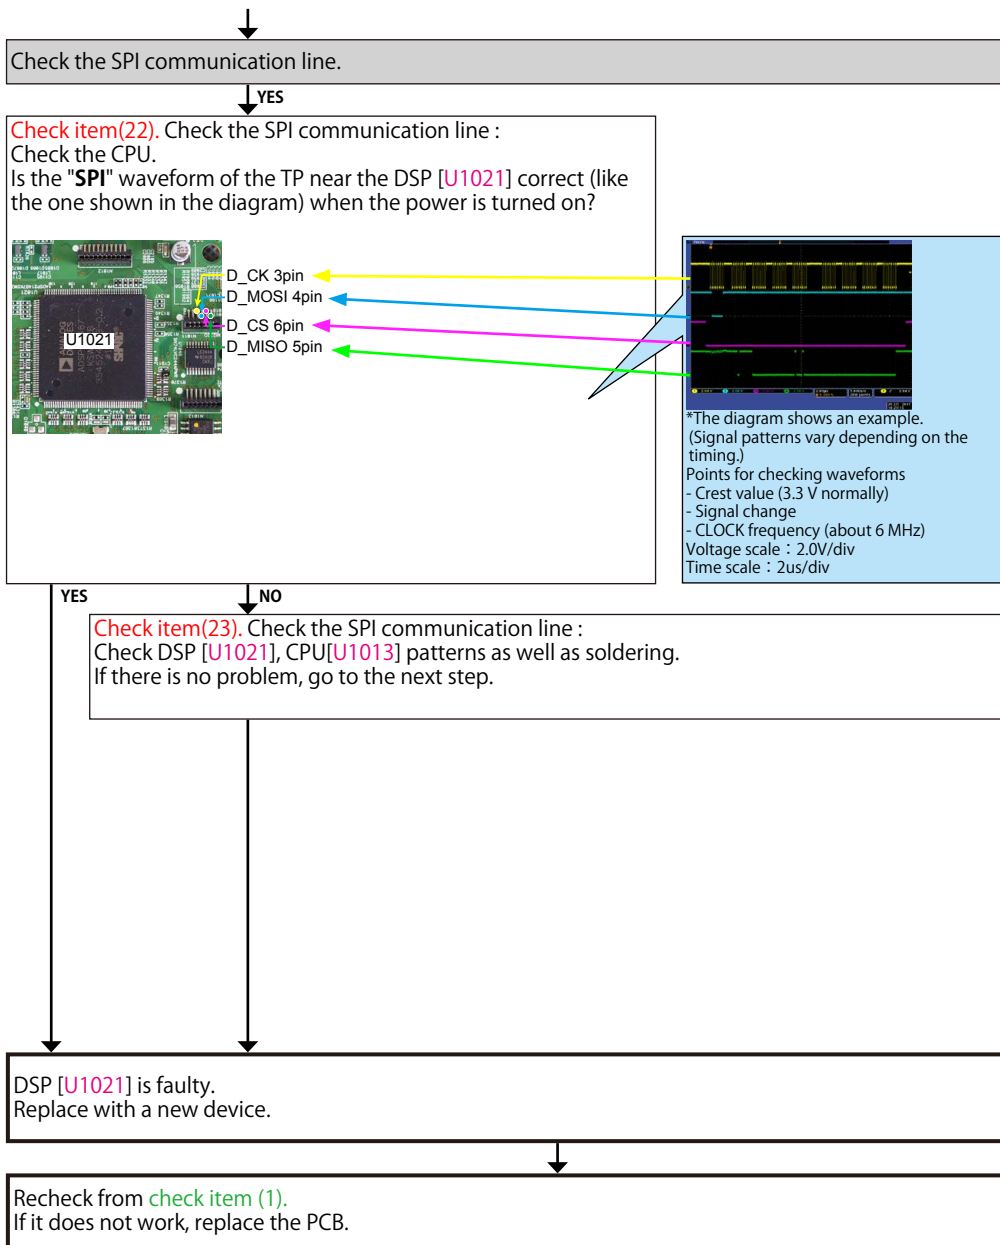 Check the SPI communication line.
YES
Check item(22). Check the SPI communication line :
Check the CPU.
Is the "SPI" waveform of the TP near the DSP [U1021] correct (like
the one shown in the diagram) when the power is turned on?
U1021
D_CK 3pin
D_MOSI 4pin
D_CS 6pin
D_MISO 5pin
*The diagram shows an example.
(Signal patterns vary depending on the
timing.)
Points for checking waveforms
- Crest value (3.3 V normally)
- Signal change
- CLOCK frequency (about 6 MHz)
Voltage scale：2.0V/div
Time scale：2us/div
YES
NO
Check item(23). Check the SPI communication line :
Check DSP [U1021], CPU[U1013] patterns as well as soldering.
If there is no problem, go to the next step.
DSP [U1021] is faulty.
Replace with a new device.
Recheck from check item (1).
If it does not work, replace the PCB.